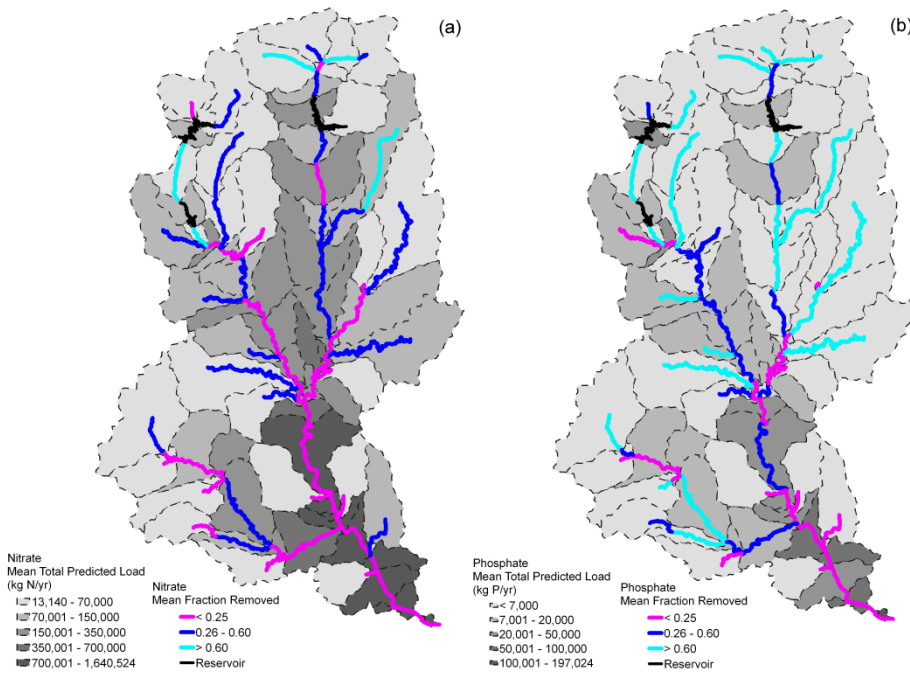 (a)
(b)
Nitrate
Mean Total Predicted Load
(kg N/yr)
13,140 - 70,000
70,001 - 150,000
150,001 - 350,000
350,001 - 700,000
700,001 - 1,640,524
Nitrate
Mean Fraction Removed
< 0.25
0.26 - 0.60
> 0.60
Reservoir
Phosphate
Mean Total Predicted Load
(kg P/yr)
< 7,000
7,001 - 20,000
20,001 - 50,000
50,001 - 100,000
100,001 - 197,024
Phosphate
Mean Fraction Removed
< 0.25
0.26 - 0.60
> 0.60
Reservoir